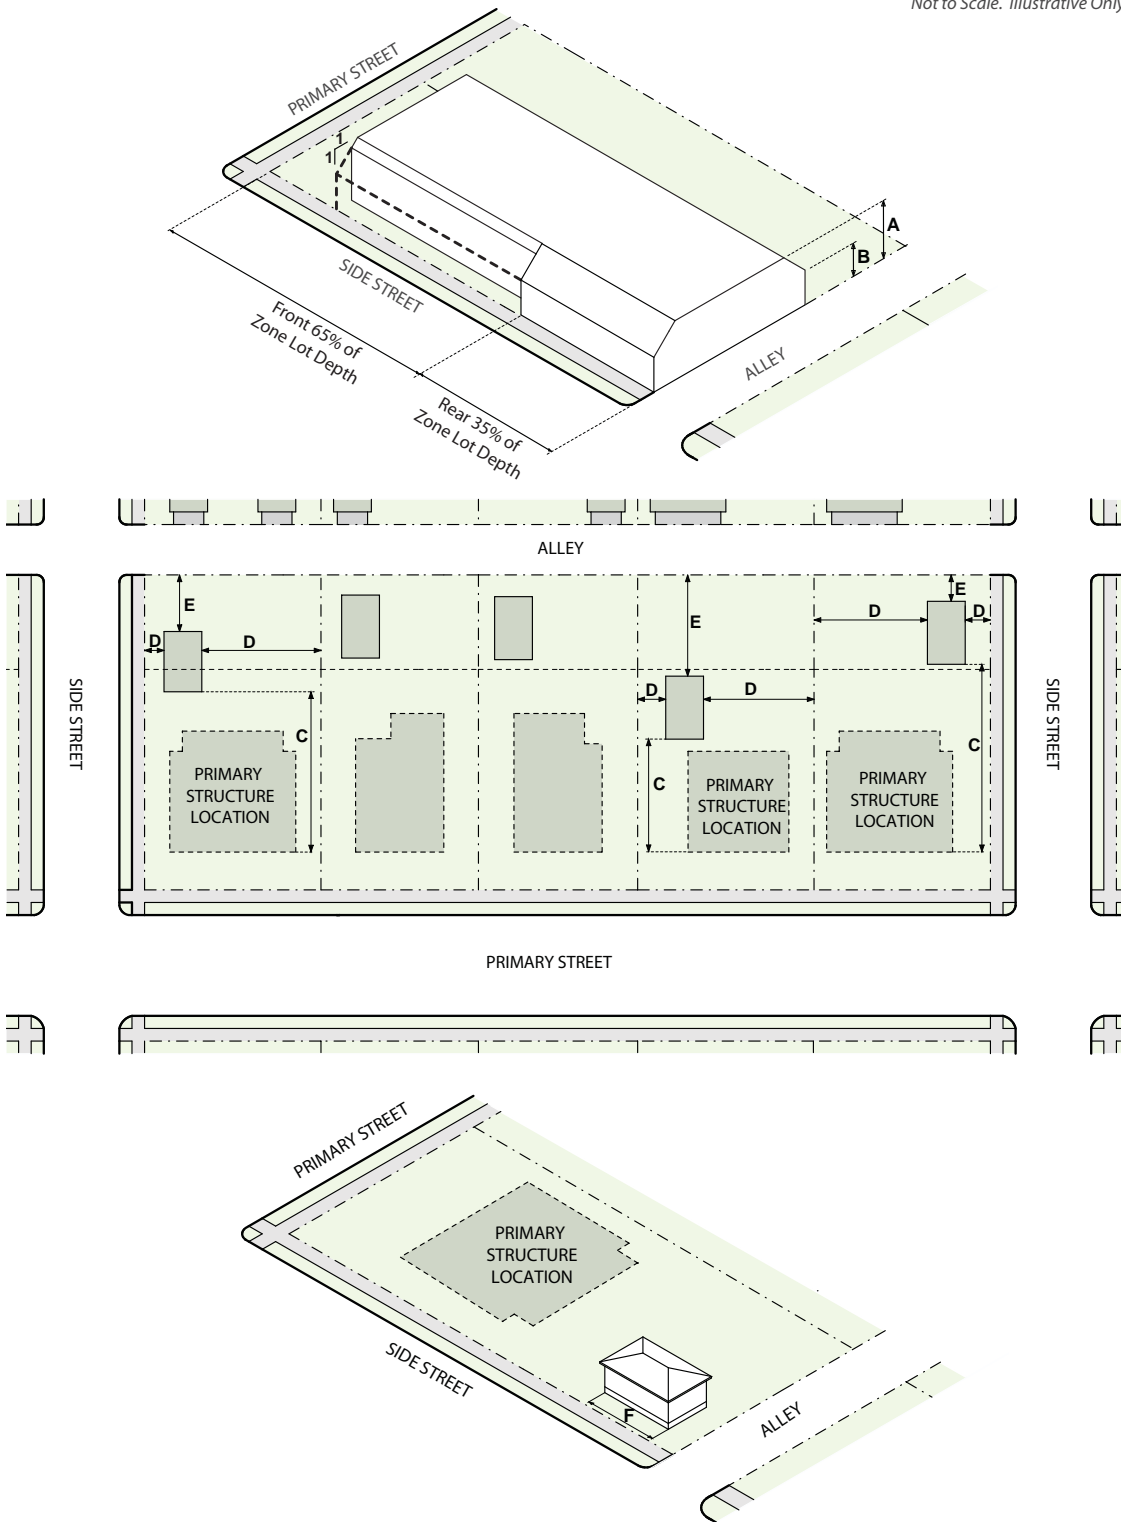 Not to Scale. Illustrative Only
PRIMARY STREET
1
1
A
B
SIDE STREET
Front 65% of
Zone Lot Depth
ALLEY
Rear 35% of
Zone Lot Depth
ALLEY
E
E
E
D
D
D
D
D
D
SIDE STREET
SIDE STREET
C
C
C
PRIMARY
STRUCTURE
LOCATION
PRIMARY
STRUCTURE
LOCATION
PRIMARY
STRUCTURE
LOCATION
PRIMARY STREET
PRIMARY STREET
PRIMARY
STRUCTURE
LOCATION
SIDE STREET
F
ALLEY